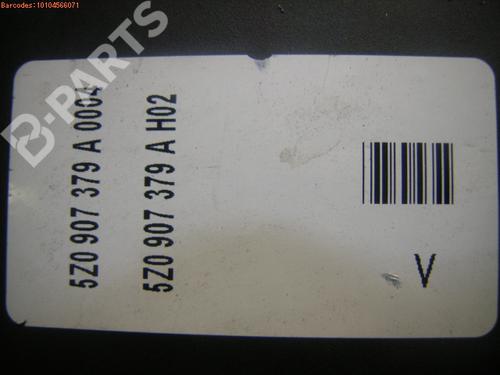 Barcodes:10104566071
B-PARTS
5Z0 907 379 A 0004
5Z0 907 379 A H02
V